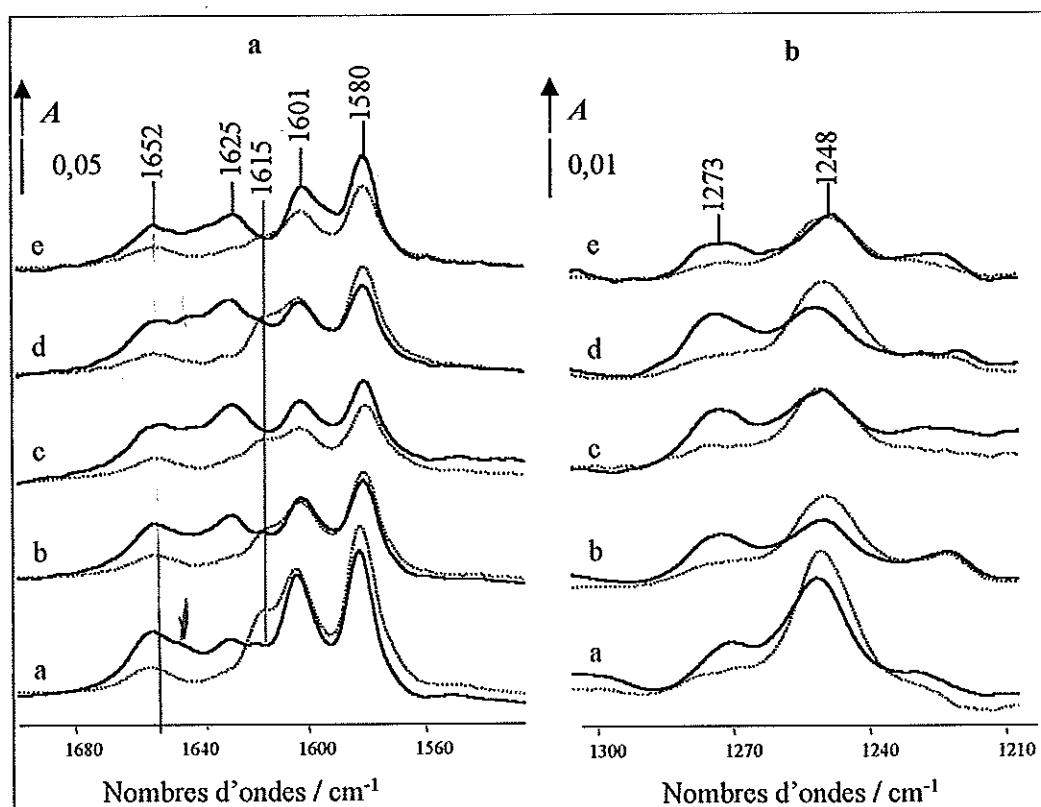 a
b
A
0,05
1652
1625
1615
1601
1580
A
0,01
1273
1248
e
d
c
b
a
e
d
c
b
a
1680
1640
1600
1560
1300
1270
1240
1210
Nombres d'ondes / cm-1
Nombres d'ondes / cm-1